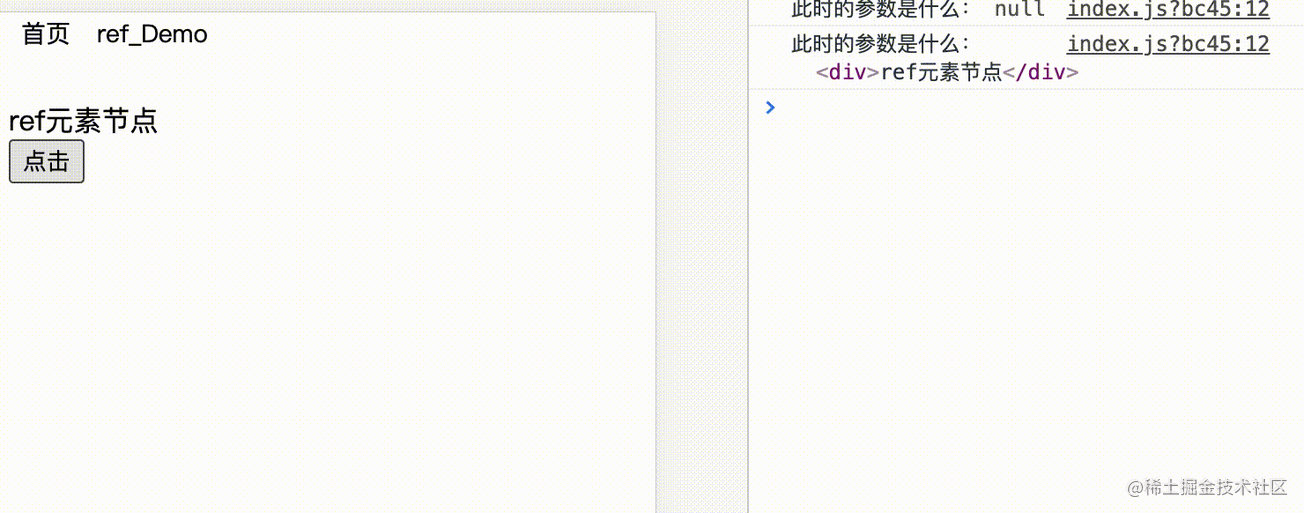 首页 ref_Demo
ref元素节点
点击
此时的参数是什么： null index.js?bc45:12
此时的参数是什么： index.js?bc45:12
<div>ref元素节点</div>
>
@稀土掘金技术社区